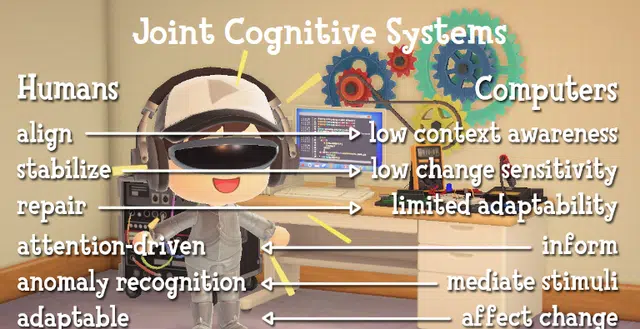 Joint Cognitive Systems
Humans Computers
align low context awareness
stabilize low change sensitivity
repair limited adaptability
attention-driven inform
anomaly recognition mediate stimuli
adaptable affect change